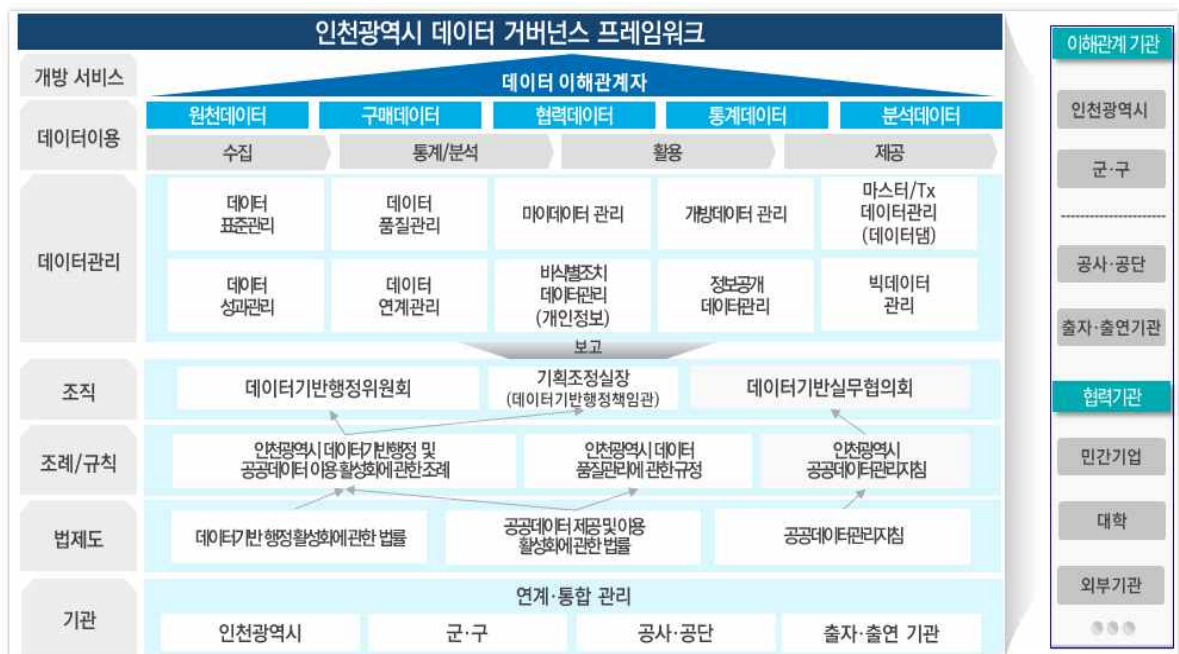 인천광역시 데이터 거버넌스 프레임워크
개방 서비스
데이터 이해관계자
데이터이용
원천데이터
구매데이터
협력데이터
통계데이터
분석데이터
수집
통계/분석
활용
제공
데이터관리
데이터
표준관리
데이터
품질관리
마이데이터 관리
개방데이터 관리
마스터/Tx
데이터관리
(데이터댐)
데이터
성과관리
데이터
연계관리
비식별조치
데이터관리
(개인정보)
정보공개
데이터관리
빅데이터
관리
보고
조직
데이터기반행정위원회
기획조정실장
(데이터기반행정책임관)
데이터기반실무협의회
조례/규칙
인천광역시 데이터기반행정 및
공공데이터 이용 활성화에 관한 조례
인천광역시 데이터
품질관리에 관한 규정
인천광역시
공공데이터관리지침
법제도
데이터기반 행정 활성화에 관한 법률
공공데이터 제공 및 이용
활성화에 관한 법률
공공데이터관리지침
기관
연계·통합 관리
인천광역시
군·구
공사·공단
출자·출연 기관
이해관계 기관
인천광역시
군·구
공사·공단
출자·출연기관
협력기관
민간기업
대학
외부기관